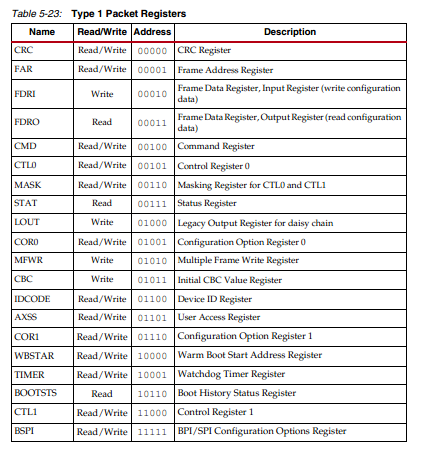 Table 5-23: Type 1 Packet Registers
Name Read/Write Address Description
CRC Read/Write 00000 CRC Register
FAR Read/Write 00001 Frame Address Register
FDRI Write 00010 Frame Data Register, Input Register (write configuration
data)
FDRO Read 00011 Frame Data Register, Output Register (read configuration
data)
CMD Read/Write 00100 Command Register
CTL0 Read/Write 00101 Control Register 0
MASK Read/Write 00110 Masking Register for CTL0 and CTL1
STAT Read 00111 Status Register
LOUT Write 01000 Legacy Output Register for daisy chain
COR0 Read/Write 01001 Configuration Option Register 0
MFWR Write 01010 Multiple Frame Write Register
CBC Write 01011 Initial CBC Value Register
IDCODE Read/Write 01100 Device ID Register
AXSS Read/Write 01101 User Access Register
COR1 Read/Write 01110 Configuration Option Register 1
WBSTAR Read/Write 10000 Warm Boot Start Address Register
TIMER Read/Write 10001 Watchdog Timer Register
BOOTSTS Read 10110 Boot History Status Register
CTL1 Read/Write 11000 Control Register 1
BSPI Read/Write 11111 BPI/SPI Configuration Options Register